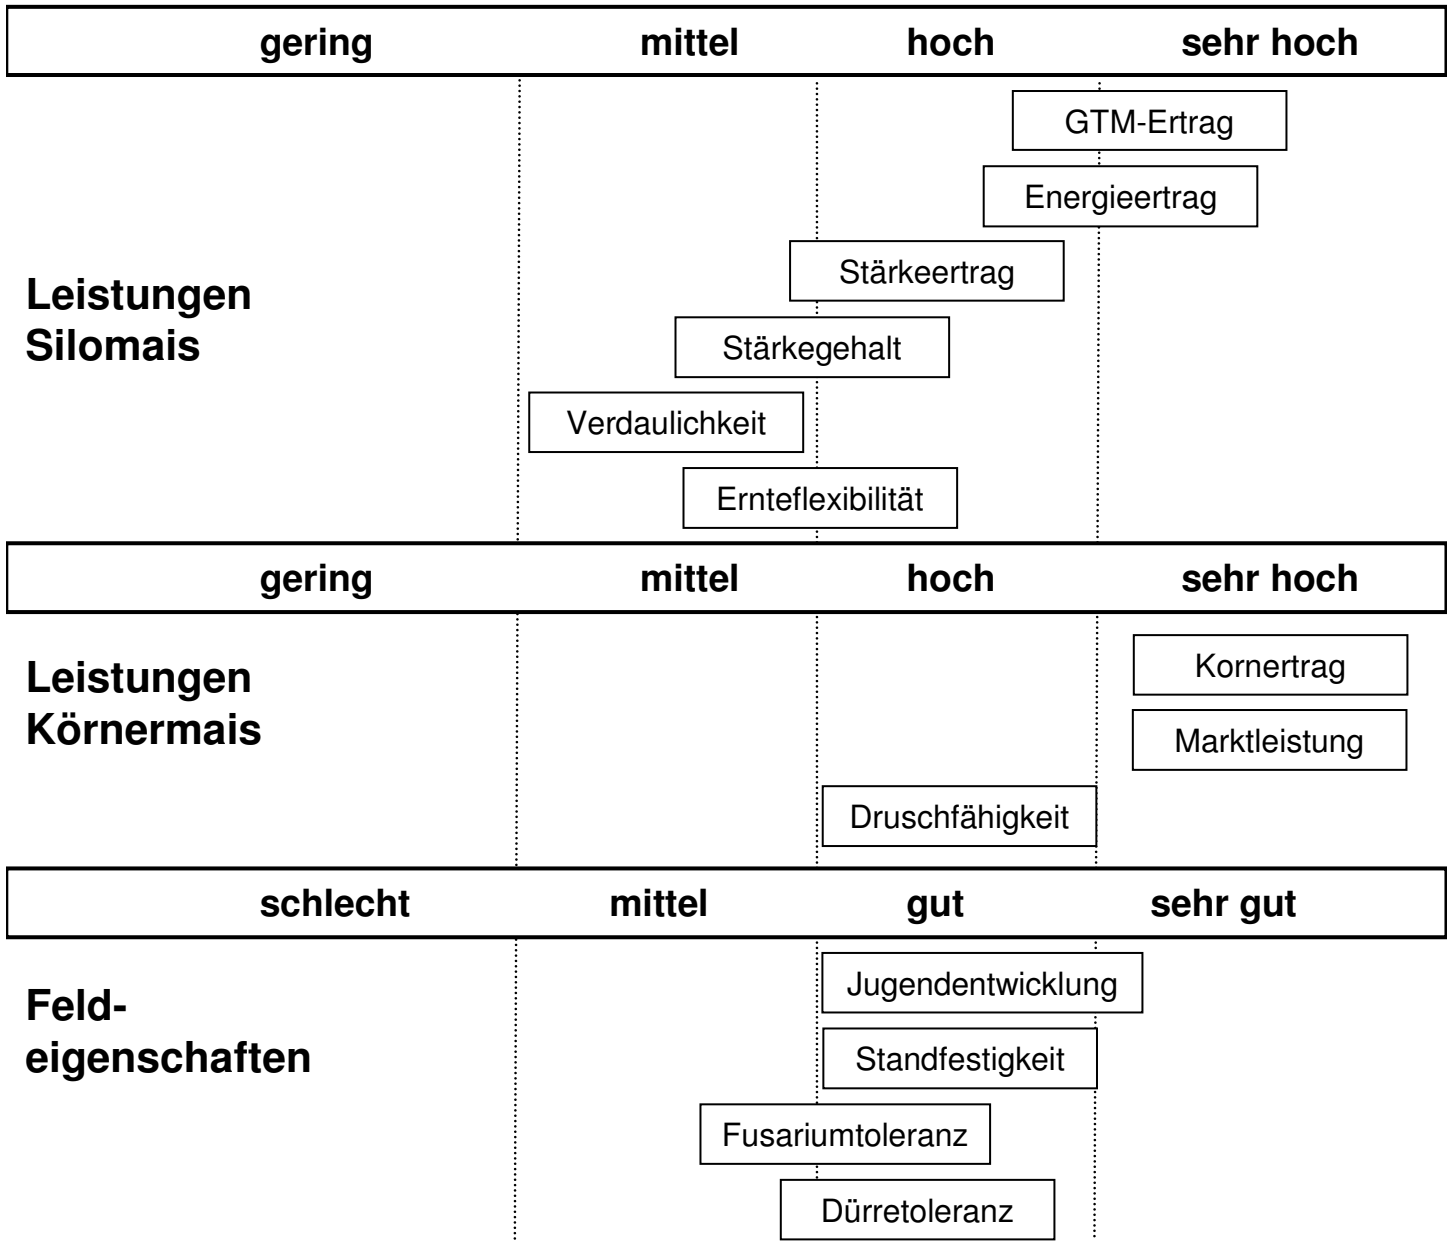 gering mittel hoch sehr hoch
GTM-Ertrag
Energieertrag
Stärkeertrag
Leistungen
Silomais
Stärkegehalt
Verdaulichkeit
Ernteflexibilität
gering mittel hoch sehr hoch
Kornertrag
Leistungen
Körnermais
Marktleistung
Druschfähigkeit
schlecht mittel gut sehr gut
Jugendentwicklung
Feld-
eigenschaften
Standfestigkeit
Fusariumtoleranz
Dürretoleranz